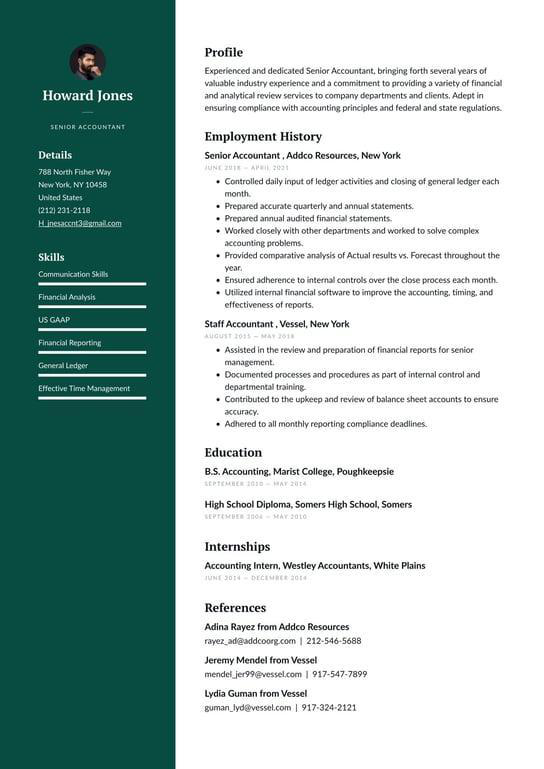 Howard Jones
SENIOR ACCOUNTANT
Details
788 North Fisher Way
New York, NY 10458
United States
(212) 231-2118
H_jnesaccnt3@gmail.com
Skills
Communication Skills
Financial Analysis
US GAAP
Financial Reporting
General Ledger
Effective Time Management
Profile
Experienced and dedicated Senior Accountant, bringing forth several years of
valuable industry experience and a commitment to providing a variety of financial
and analytical review services to company departments and clients. Adept in
ensuring compliance with accounting principles and federal and state regulations.
Employment History
Senior Accountant , Addco Resources, New York
JUNE 2018 — APRIL 2021
• Controlled daily input of ledger activities and closing of general ledger each
month.
• Prepared accurate quarterly and annual statements.
• Prepared annual audited financial statements.
• Worked closely with other departments and worked to solve complex
accounting problems.
• Provided comparative analysis of Actual results vs. Forecast throughout the
year.
• Ensured adherence to internal controls over the close process each month.
• Utilized internal financial software to improve the accounting, timing, and
effectiveness of reports.
Staff Accountant , Vessel, New York
AUGUST 2015 — MAY 2018
• Assisted in the review and preparation of financial reports for senior
management.
• Documented processes and procedures as part of internal control and
departmental training.
• Contributed to the upkeep and review of balance sheet accounts to ensure
accuracy.
• Adhered to all monthly reporting compliance deadlines.
Education
B.S. Accounting, Marist College, Poughkeepsie
SEPTEMBER 2010 — MAY 2014
High School Diploma, Somers High School, Somers
SEPTEMBER 2006 — MAY 2010
Internships
Accounting Intern, Westley Accountants, White Plains
JUNE 2014 — DECEMBER 2014
References
Adina Rayez from Addco Resources
rayez_ad@addcoorg.com | 212-546-5688
Jeremy Mendel from Vessel
mendel_jer99@vessel.com | 917-547-7899
Lydia Guman from Vessel
guman_lyd@vessel.com | 917-324-2121